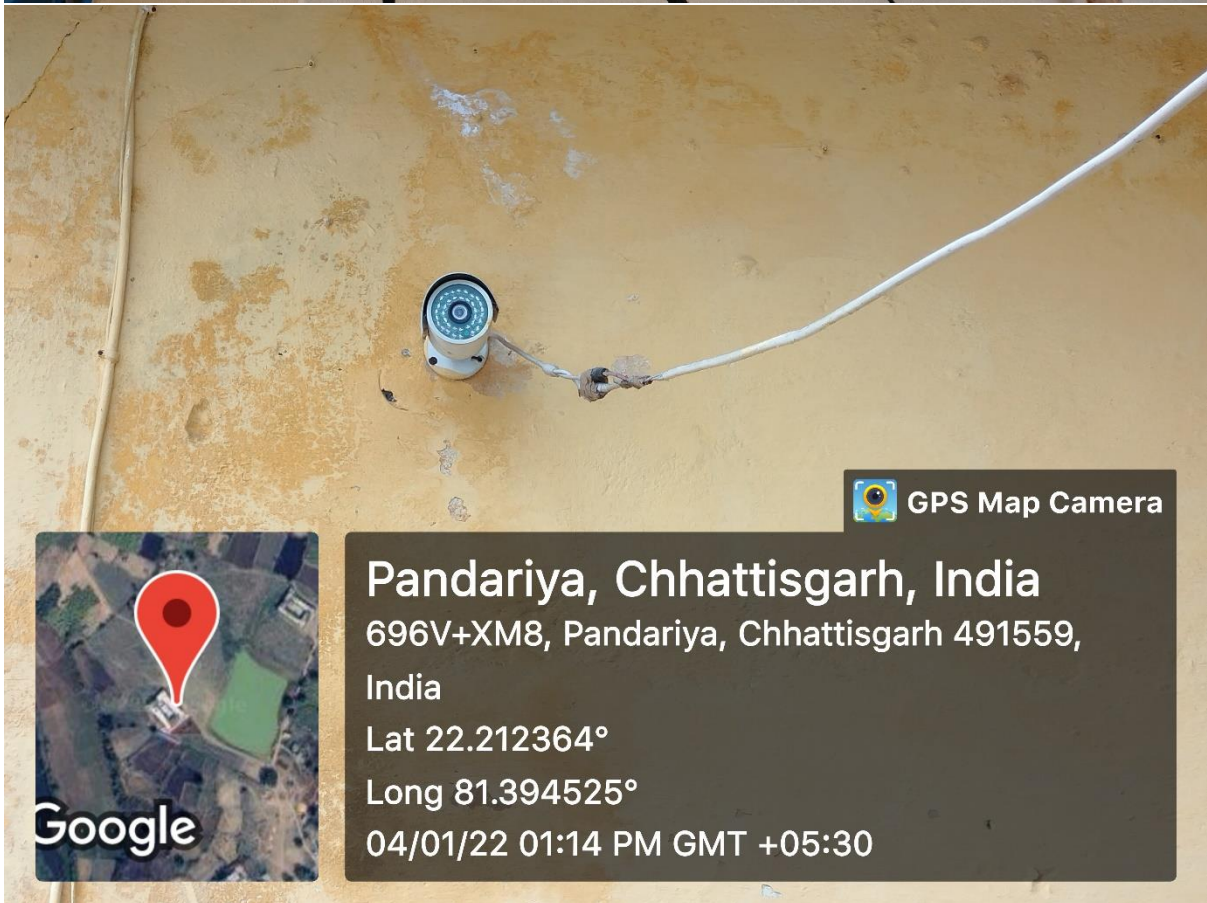 GPS Map Camera
Pandariya, Chhattisgarh, India
696V+XM8, Pandariya, Chhattisgarh 491559,
India
Lat 22.212364°
Long 81.394525°
04/01/22 01:14 PM GMT +05:30
Google